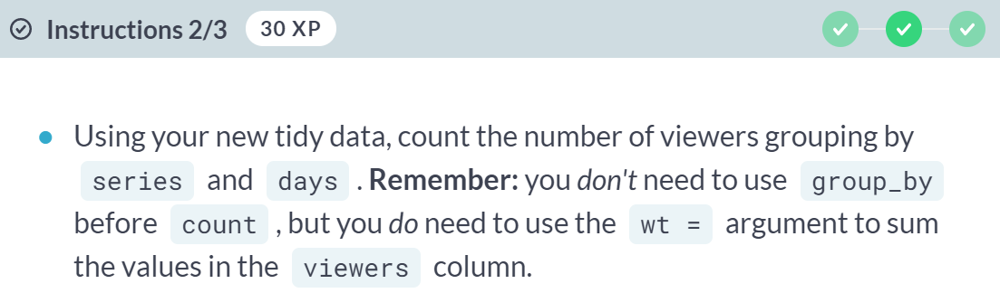 Instructions 2/3 30 XP
Using your new tidy data, count the number of viewers grouping by
series and days . Remember: you don't need to use group_by
before count , but you do need to use the wt = argument to sum
the values in the viewers column.